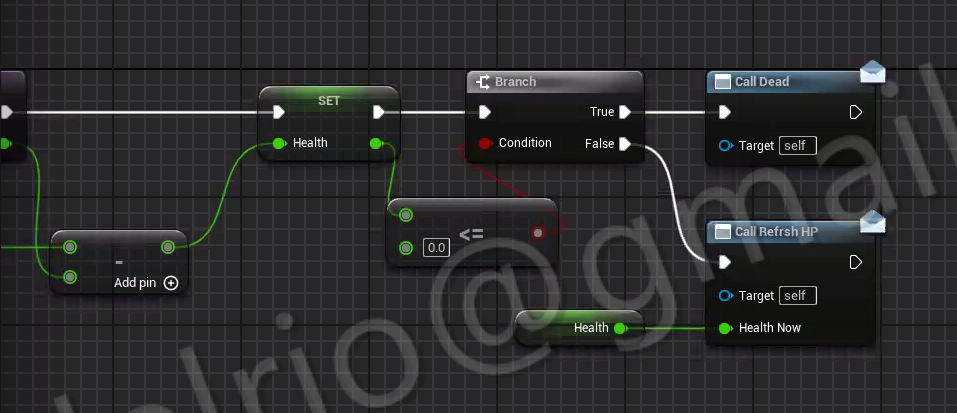 SET
Health
-
Add pin
Branch
True
Condition
False
<=
0.0
Health
Call Dead
Target self
Call Refrsh HP
Target self
Health Now
lrio@gmail